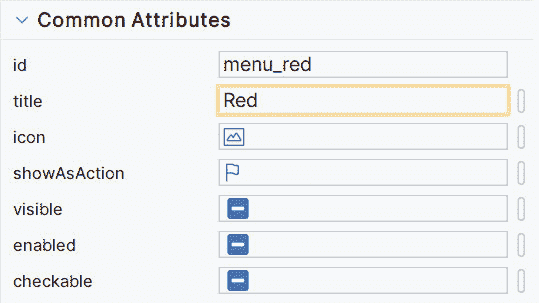 Common Attributes
id menu_red
title Red
icon
showAsAction
visible
enabled
checkable